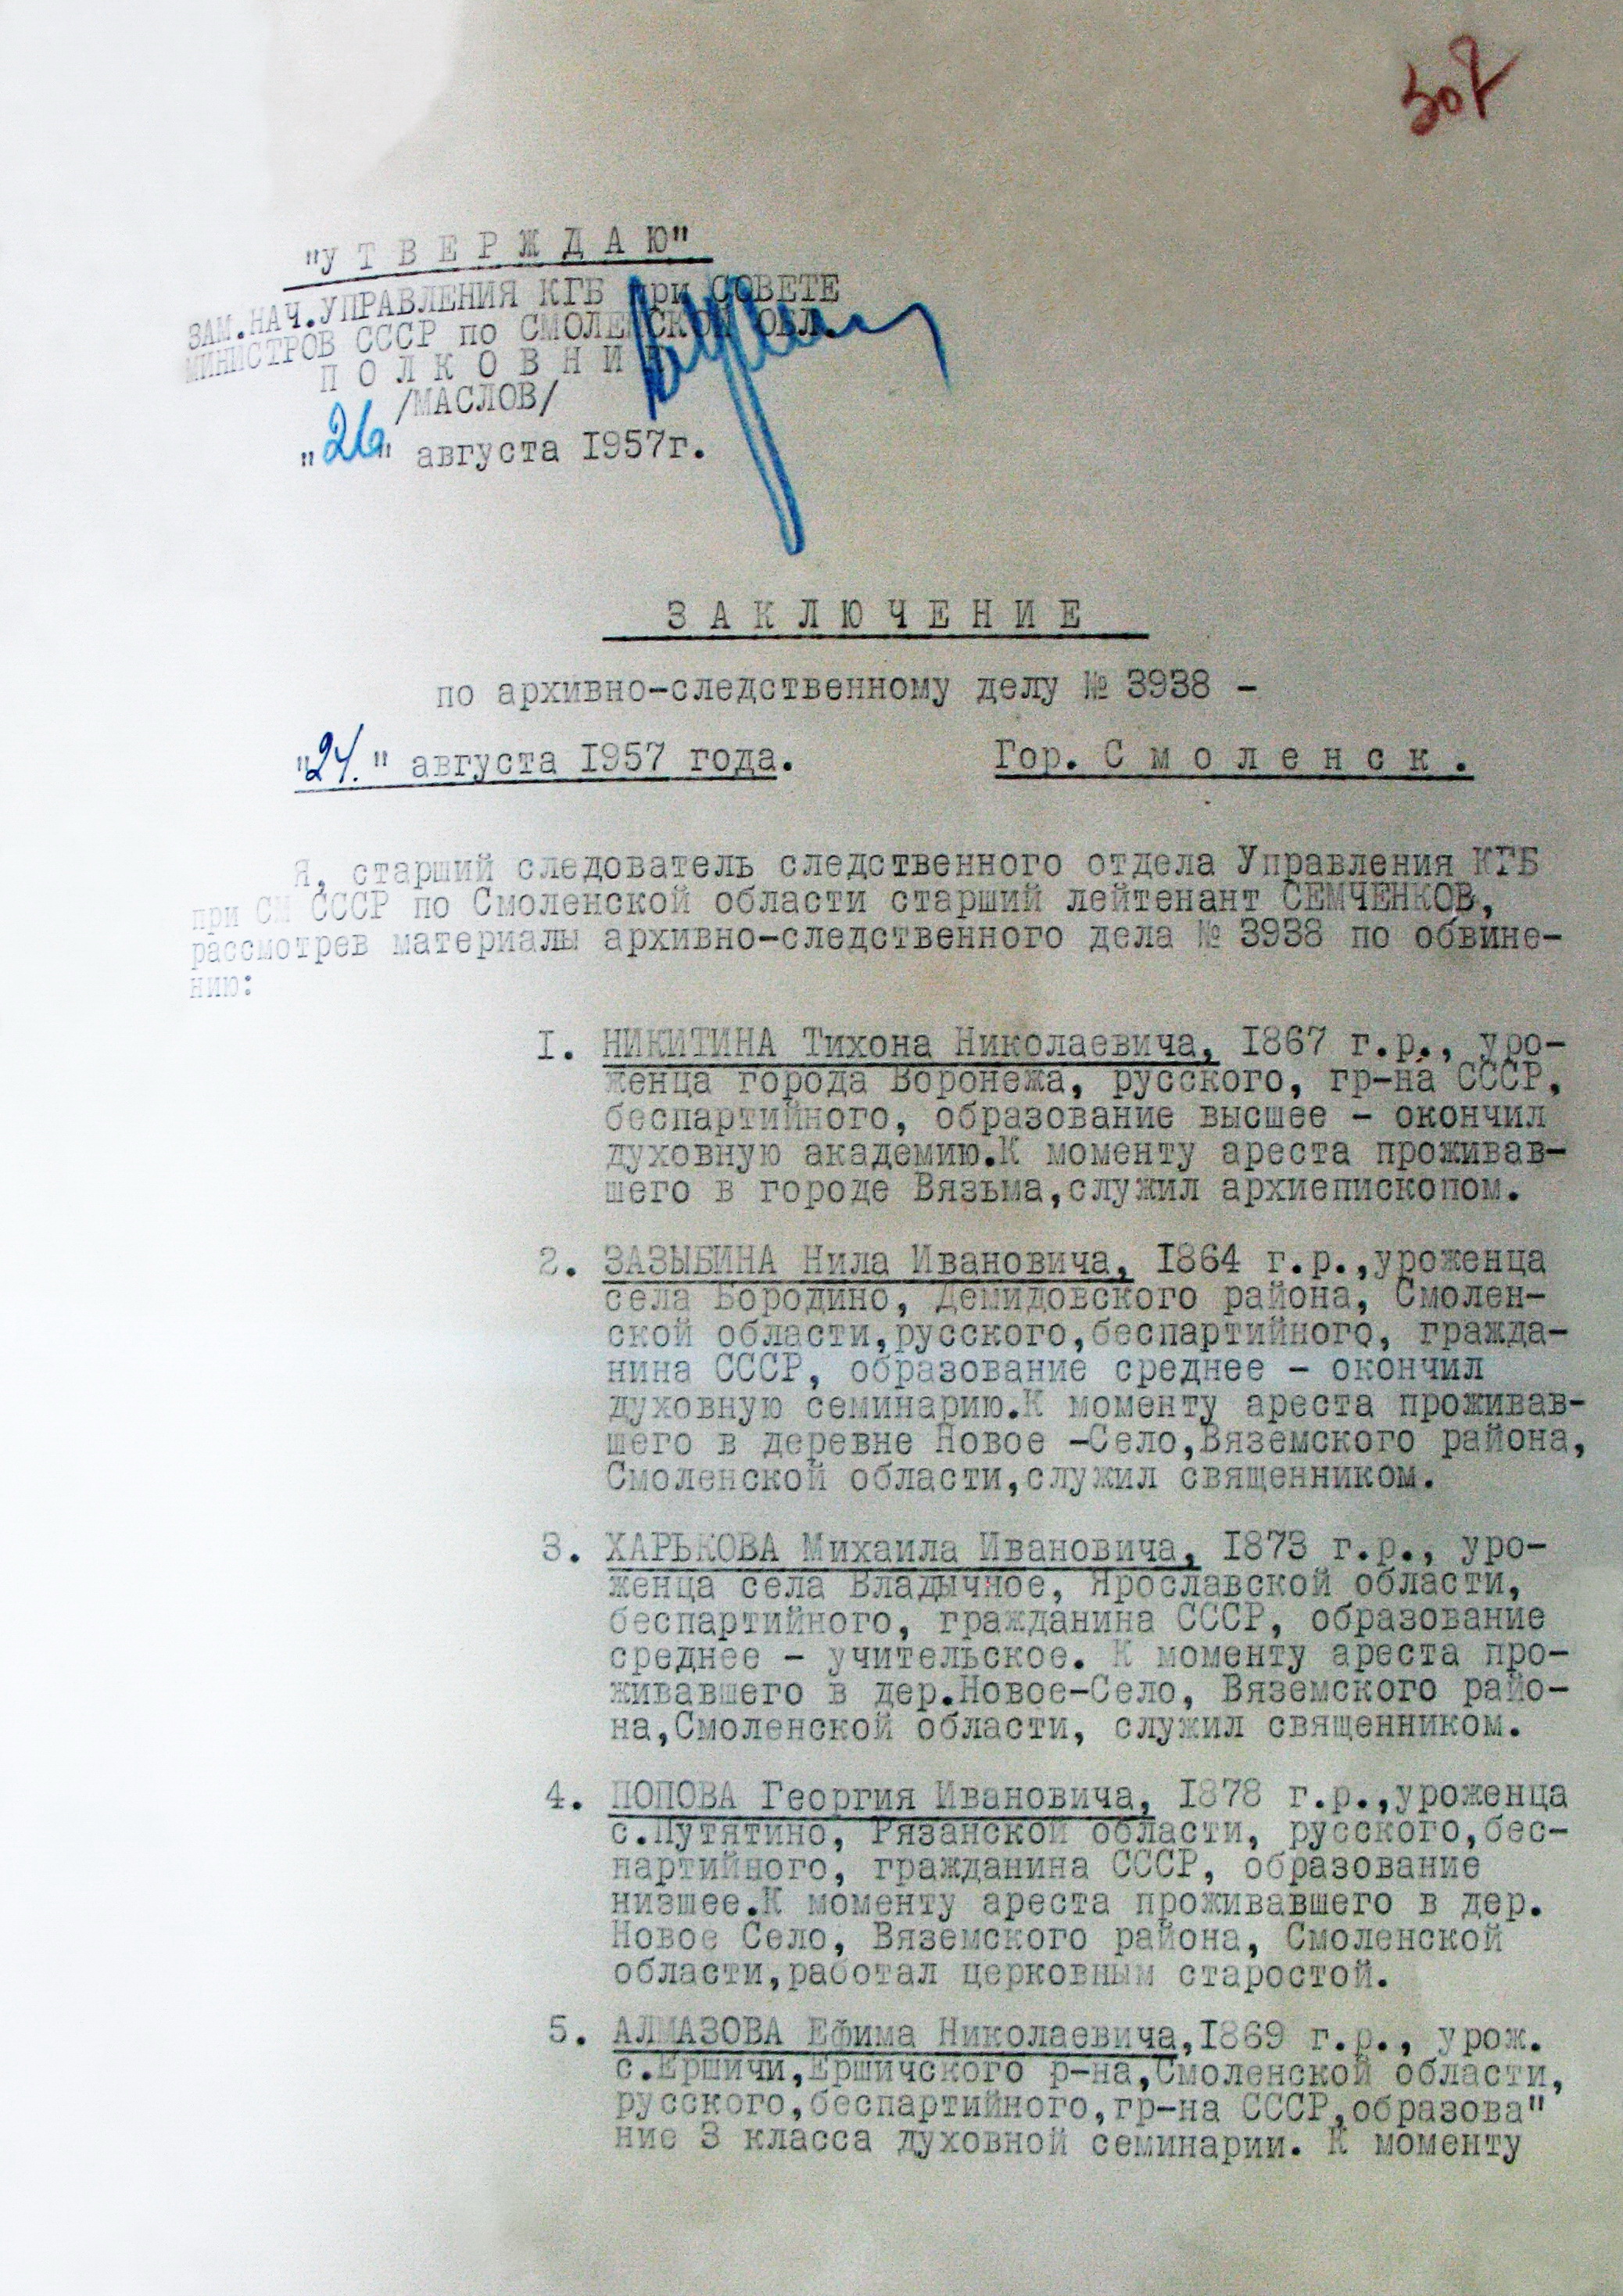 307
"У Т В Е Р Ж Д А Ю"
ЗАМ.НАЧ.УПРАВЛЕНИЯ КГБ при СОВЕТЕ
МИНИСТРОВ СССР по СМОЛЕНСКОЙ ОБЛ.
П О Л К О В Н И К
/МАСЛОВ/
"26" августа 1957г.
З А К Л Ю Ч Е Н И Е
по архивно-следственному делу № 3938 -
"24." августа 1957 года. Гор. С м о л е н с к .
Я, старший следователь следственного отдела Управления КГБ
при СМ СССР по Смоленской области старший лейтенант СЕМЧЕНКОВ,
рассмотрев материалы архивно-следственного дела № 3938 по обвине-
нию:
1. НИКИТИНА Тихона Николаевича, 1867 г.р., уро-
женца города Воронежа, русского, гр-на СССР,
беспартийного, образование высшее - окончил
духовную академию.К моменту ареста проживав-
шего в городе Вязьма,служил архиепископом.
2. ЗАЗЫБИНА Нила Ивановича, 1864 г.р.,уроженца
села Бородино, Демидовского района, Смолен-
ской области,русского,беспартийного, гражда-
нина СССР, образование среднее - окончил
духовную семинарию.К моменту ареста проживав-
шего в деревне Новое -Село,Вяземского района,
Смоленской области,служил священником.
3. ХАРЬКОВА Михаила Ивановича, 1873 г.р., уро-
женца села Владычное, Ярославской области,
беспартийного, гражданина СССР, образование
среднее - учительское. К моменту ареста про-
живавшего в дер.Новое-Село, Вяземского райо-
на,Смоленской области, служил священником.
4. ПОПОВА Георгия Ивановича, 1878 г.р.,уроженца
с.Путятино, Рязанской области, русского,бес-
партийного, гражданина СССР, образование
низшее.К моменту ареста проживавшего в дер.
Новое Село, Вяземского района, Смоленской
области,работал церковным старостой.
5. АЛМАЗОВА Ефима Николаевича,1869 г.р., урож.
с.Ершичи,Ершичского р-на,Смоленской области,
русского,беспартийного,гр-на СССР,образова"
ние 3 класса духовной семинарии. К моменту